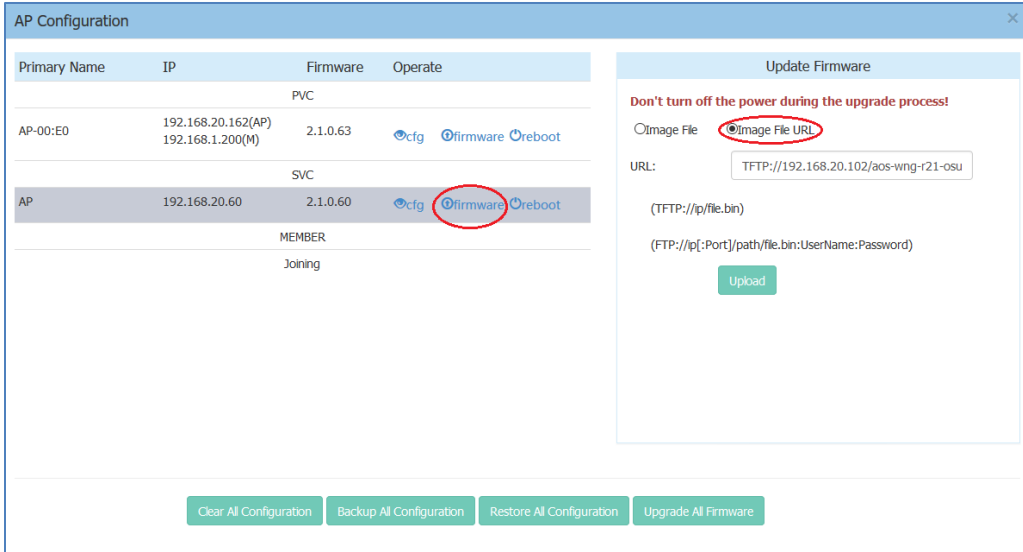 AP Configuration
Primary Name IP Firmware Operate
PVC
AP-00:E0 192.168.20.162(AP) 2.1.0.63 cfg firmware reboot
192.168.1.200(M)
SVC
AP 192.168.20.60 2.1.0.60 cfg firmware reboot
MEMBER
Joining
Update Firmware
Don't turn off the power during the upgrade process!
Image File Image File URL
URL: TFTP://192.168.20.102/aos-wng-r21-osu
(TFTP://ip/file.bin)
(FTP://ip[:Port]/path/file.bin:UserName:Password)
Upload
Clear All Configuration Backup All Configuration Restore All Configuration Upgrade All Firmware